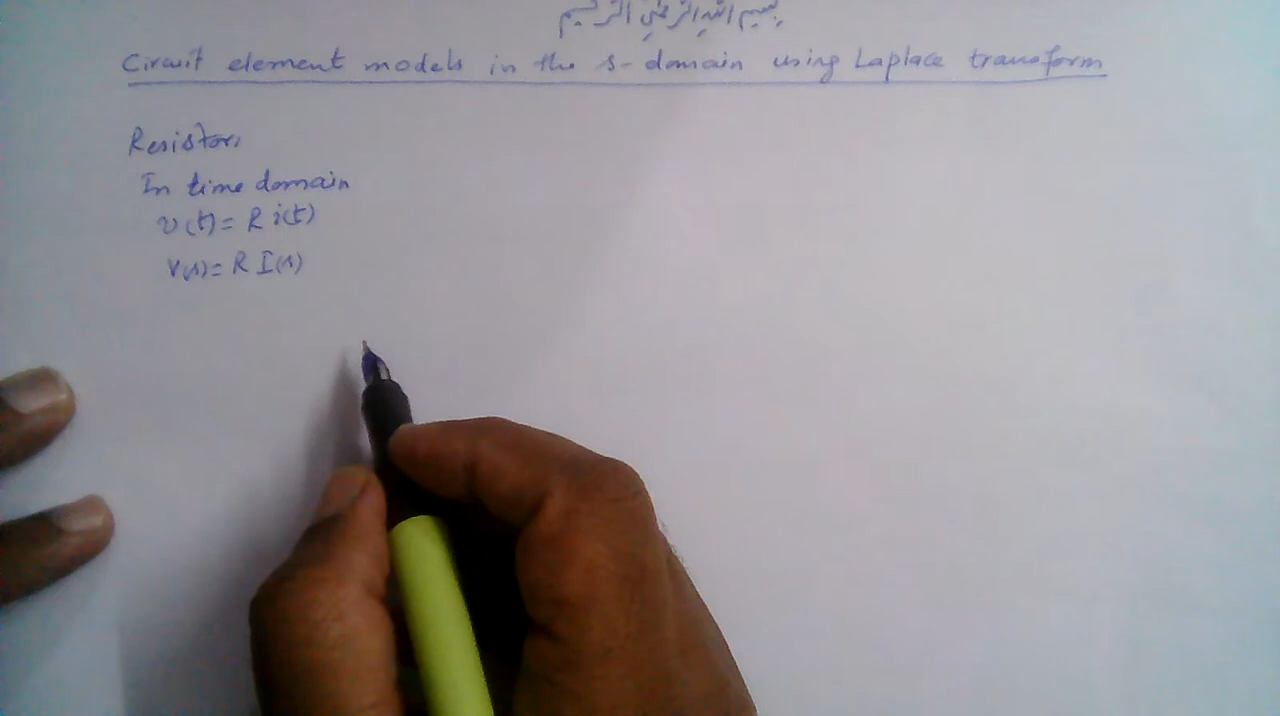 بسم الله الرحمن الرحيم
Circuit element models in the s-domain using Laplace transform
Resistor,
In time domain
v(t) = R i(t)
V(s) = R I(s)